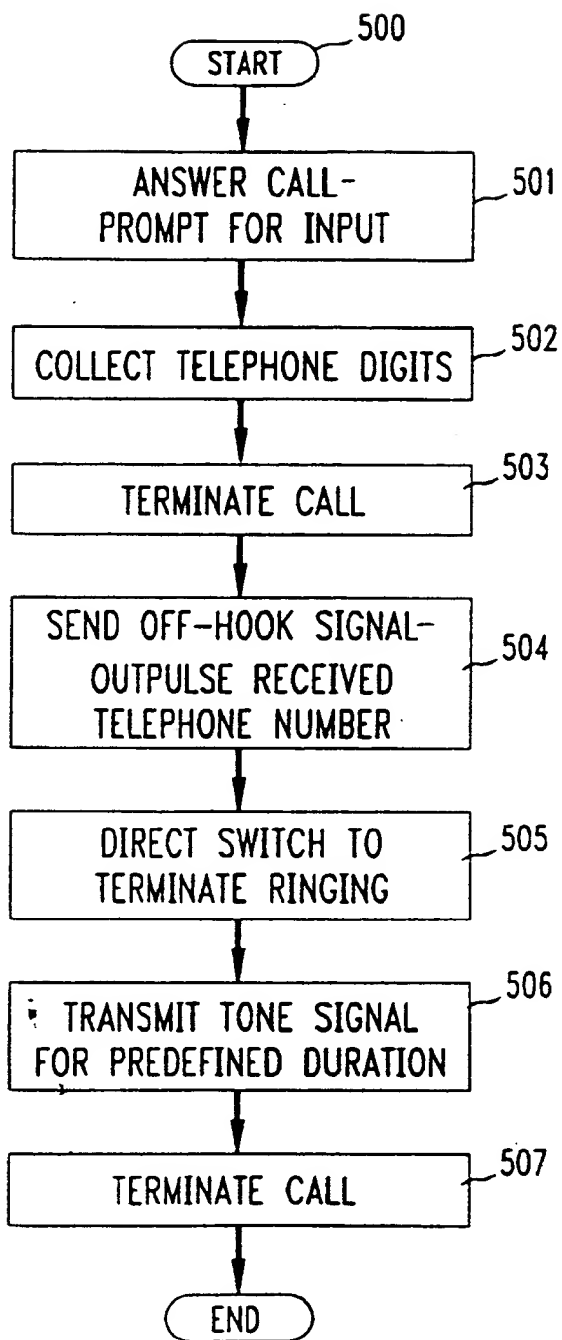 500
START
ANSWER CALL-
PROMPT FOR INPUT
501
COLLECT TELEPHONE DIGITS
502
TERMINATE CALL
503
SEND OFF-HOOK SIGNAL-
OUTPULSE RECEIVED
TELEPHONE NUMBER
504
DIRECT SWITCH TO
TERMINATE RINGING
505
TRANSMIT TONE SIGNAL
FOR PREDEFINED DURATION
506
TERMINATE CALL
507
END